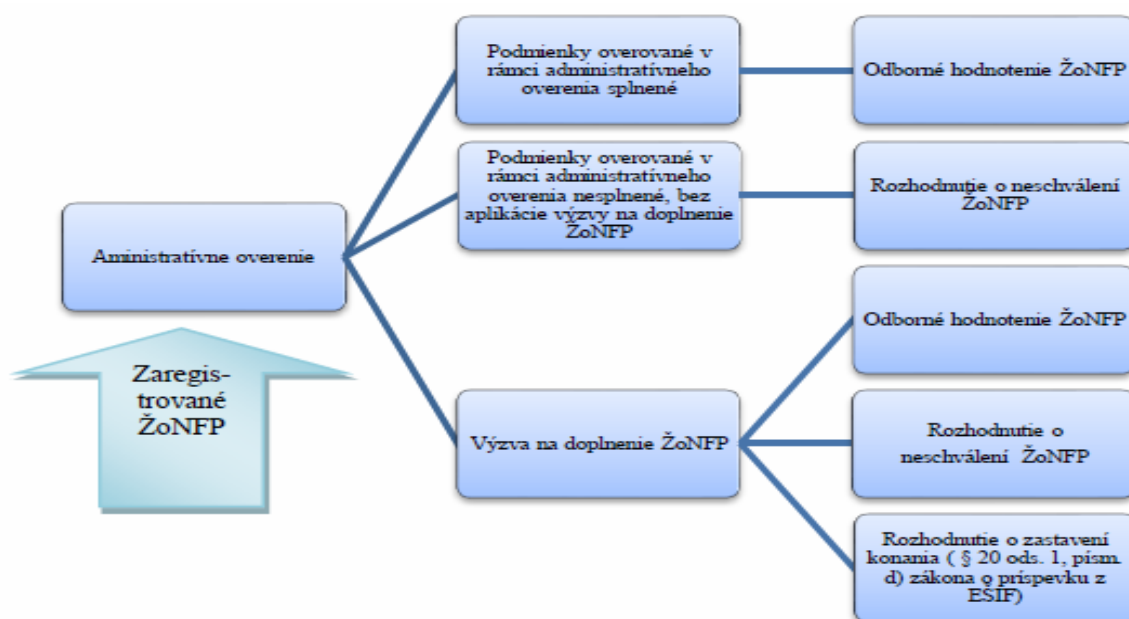 Podmienky overované v
rámci administratívneho
overenia splnené
Odborné hodnotenie ŽoNFP
Podmienky overované v
rámci administratívneho
overenia nesplnené, bez
aplikácie výzvy na doplnenie
ŽoNFP
Rozhodnutie o neschválení
ŽoNFP
Aministratívne overenie
Zaregis-
trované
ŽoNFP
Výzva na doplnenie ŽoNFP
Odborné hodnotenie ŽoNFP
Rozhodnutie o
neschválení ŽoNFP
Rozhodnutie o zastavení
konania ( § 20 ods. 1, písm.
d) zákona o príspevku z
EŠIF)